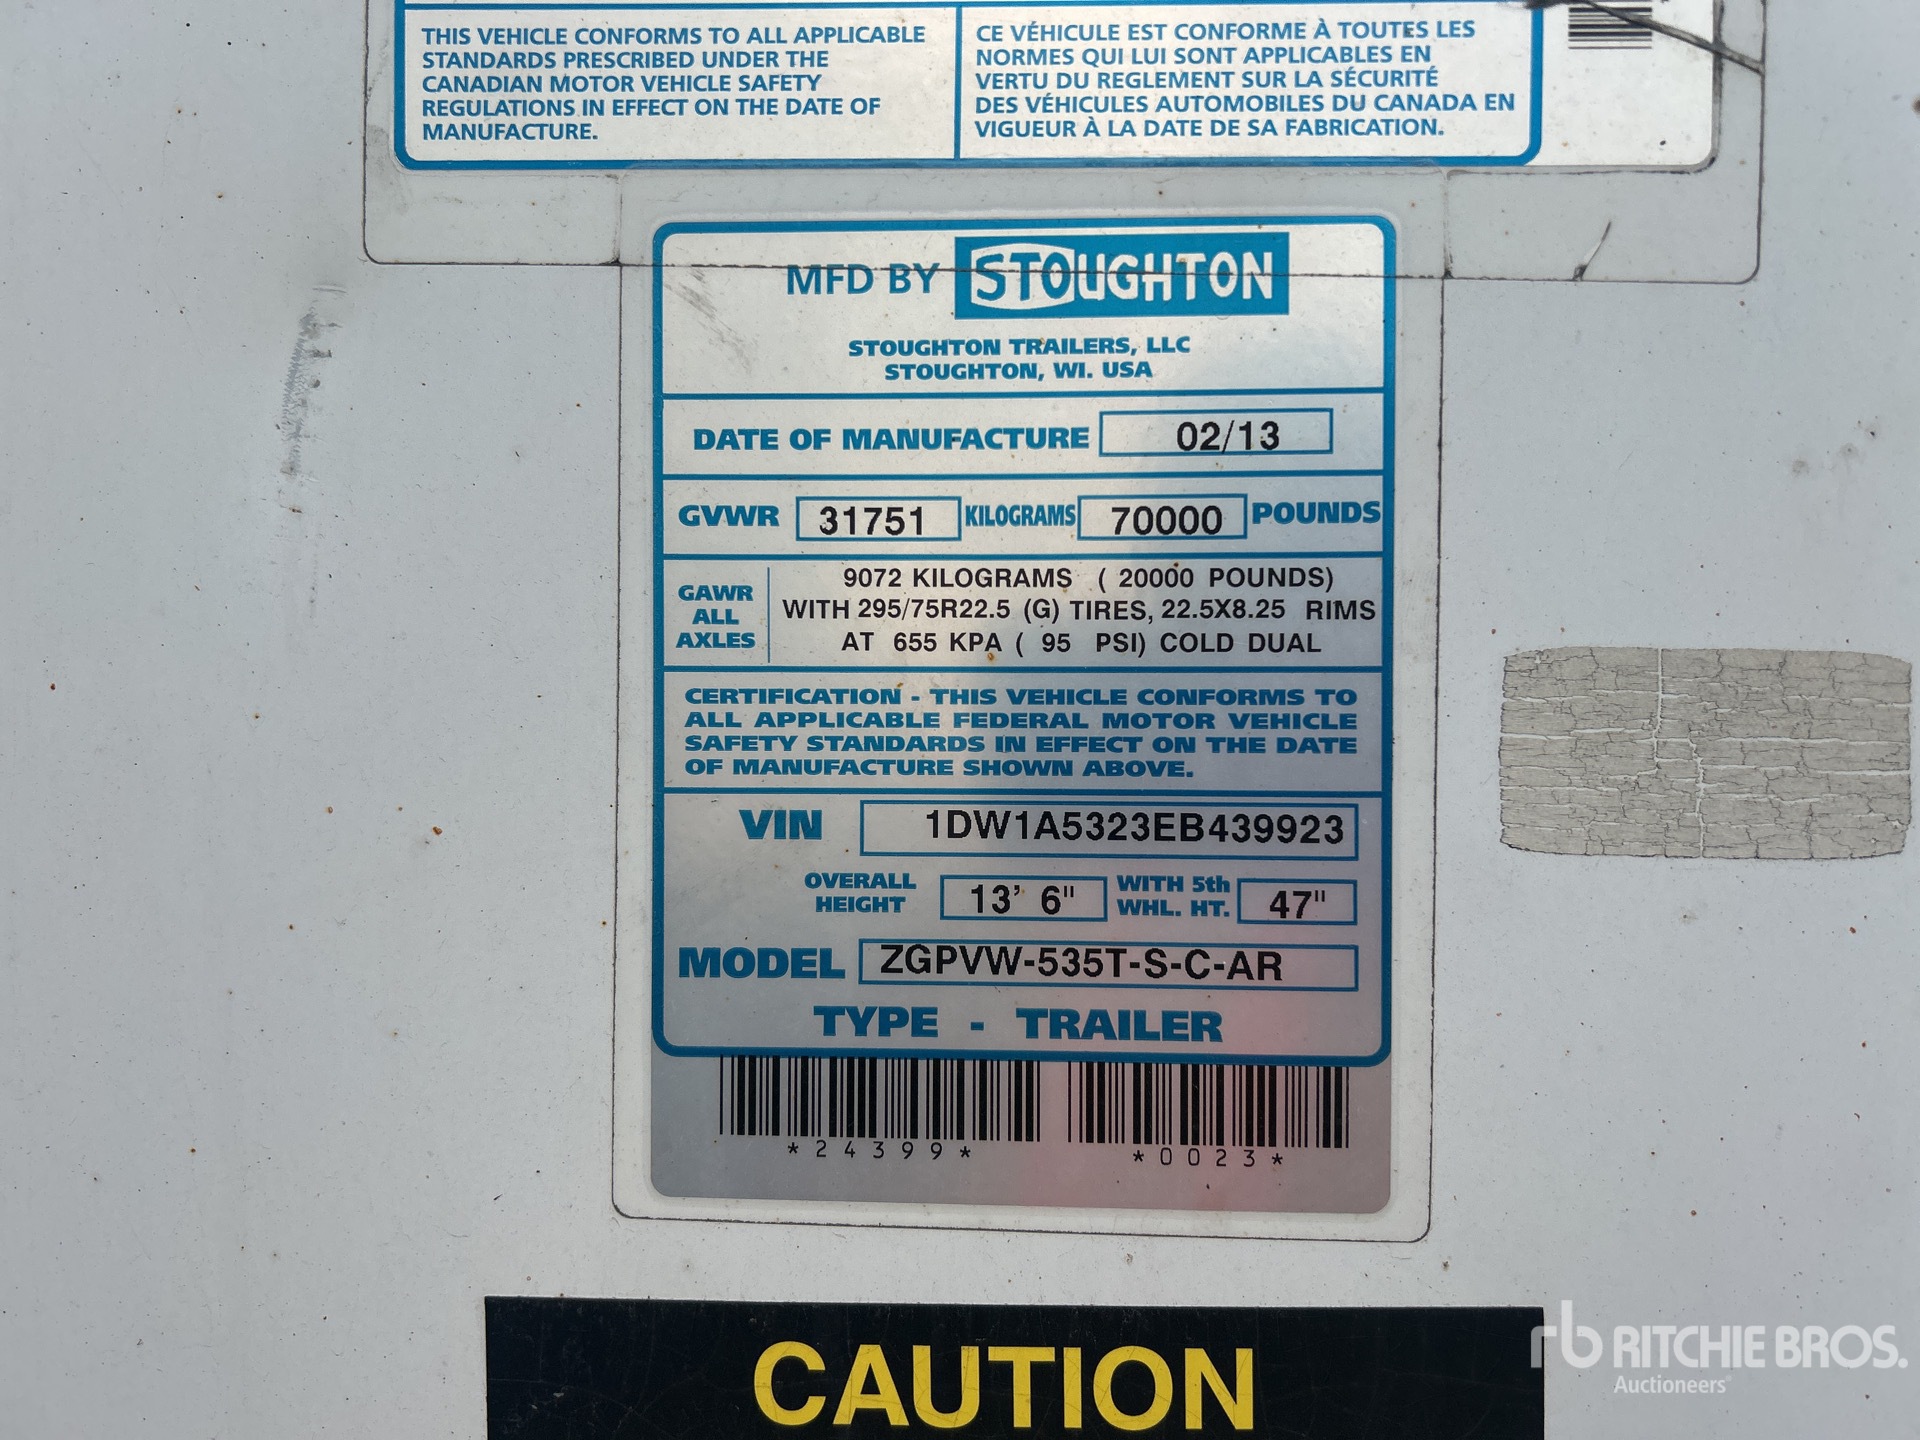 THIS VEHICLE CONFORMS TO ALL APPLICABLE
STANDARDS PRESCRIBED UNDER THE
CANADIAN MOTOR VEHICLE SAFETY
REGULATIONS IN EFFECT ON THE DATE OF
MANUFACTURE.
CE VÉHICULE EST CONFORME À TOUTES LES
NORMES QUI LUI SONT APPLICABLES EN
VERTU DU REGLEMENT SUR LA SÉCURITÉ
DES VÉHICULES AUTOMOBILES DU CANADA EN
VIGUEUR À LA DATE DE SA FABRICATION.
MFD BY STOUGHTON
STOUGHTON TRAILERS, LLC
STOUGHTON, WI. USA
DATE OF MANUFACTURE 02/13
GVWR 31751 KILOGRAMS 70000 POUNDS
GAWR
ALL
AXLES
9072 KILOGRAMS ( 20000 POUNDS)
WITH 295/75R22.5 (G) TIRES, 22.5X8.25 RIMS
AT 655 KPA ( 95 PSI) COLD DUAL
CERTIFICATION - THIS VEHICLE CONFORMS TO
ALL APPLICABLE FEDERAL MOTOR VEHICLE
SAFETY STANDARDS IN EFFECT ON THE DATE
OF MANUFACTURE SHOWN ABOVE.
VIN 1DW1A5323EB439923
OVERALL
HEIGHT
13' 6"
WITH 5th
WHL. HT.
47"
MODEL ZGPVW-535T-S-C-AR
TYPE - TRAILER
*24399*
*0023*
CAUTION
rb RITCHIE BROS.
Auctioneers